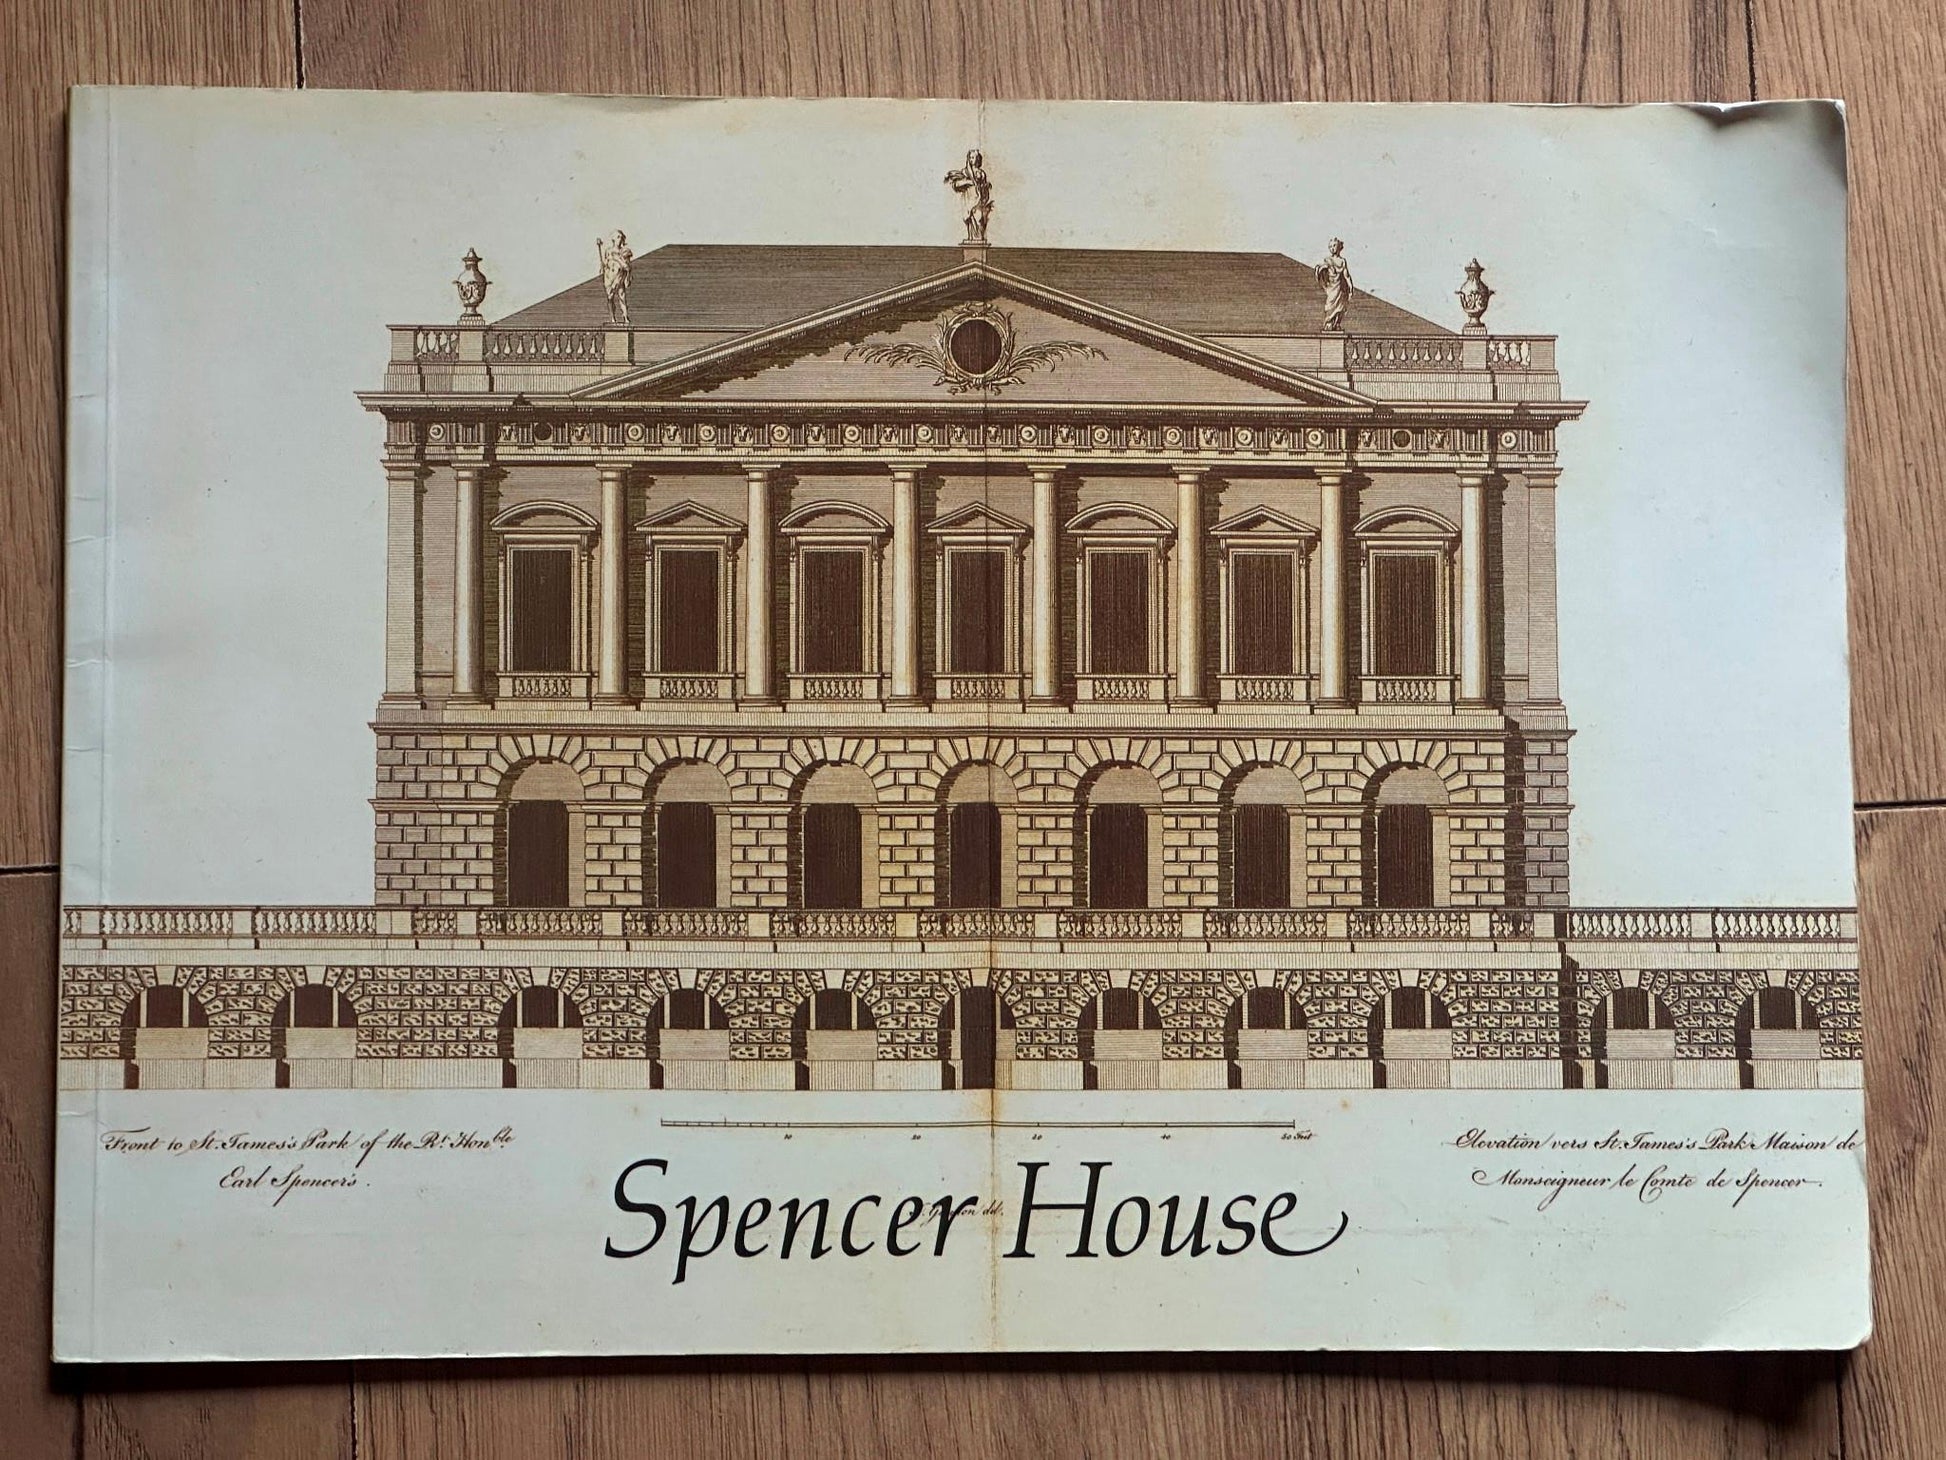 Front to St. James's Park of the Rt. Honble.
Earl Spencer's.
10 20 30 40 50 Feet
Elevation vers St. James's Park Maison de
Monseigneur le Comte de Spencer.
Spencer House
del.